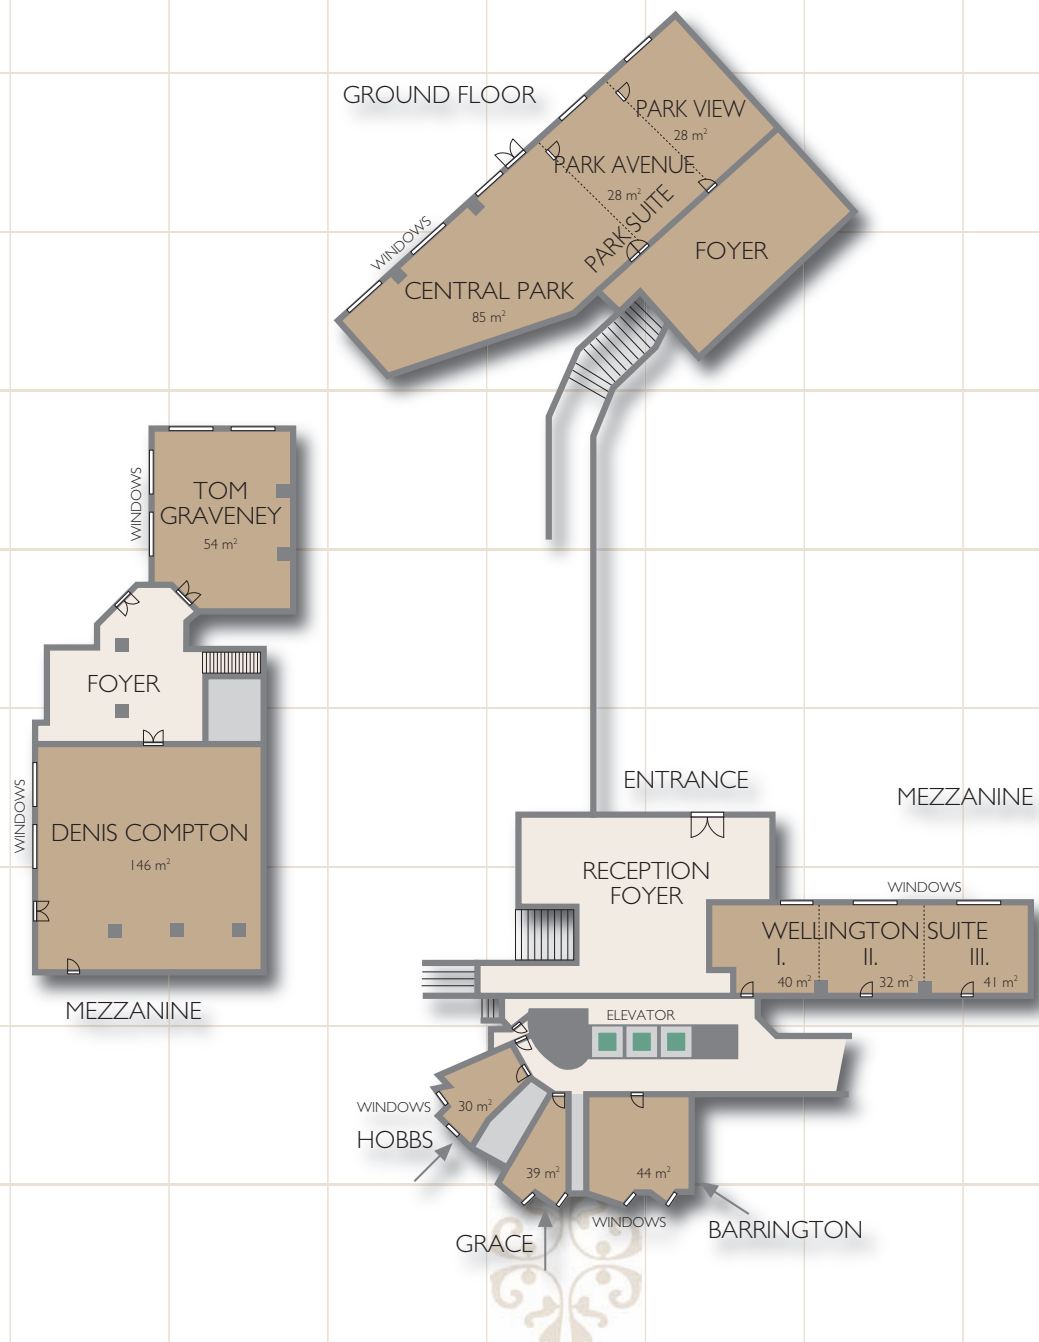 GROUND FLOOR
PARK VIEW
28 m²
PARK AVENUE
28 m²
PARK SUITE
FOYER
WINDOWS
CENTRAL PARK
85 m²
WINDOWS
TOM
GRAVENEY
54 m²
FOYER
WINDOWS
DENIS COMPTON
146 m²
MEZZANINE
ENTRANCE
MEZZANINE
RECEPTION
FOYER
WINDOWS
WELLINGTON SUITE
I. II. III.
40 m² 32 m² 41 m²
ELEVATOR
WINDOWS
30 m²
HOBBS
39 m²
44 m²
WINDOWS
GRACE
BARRINGTON